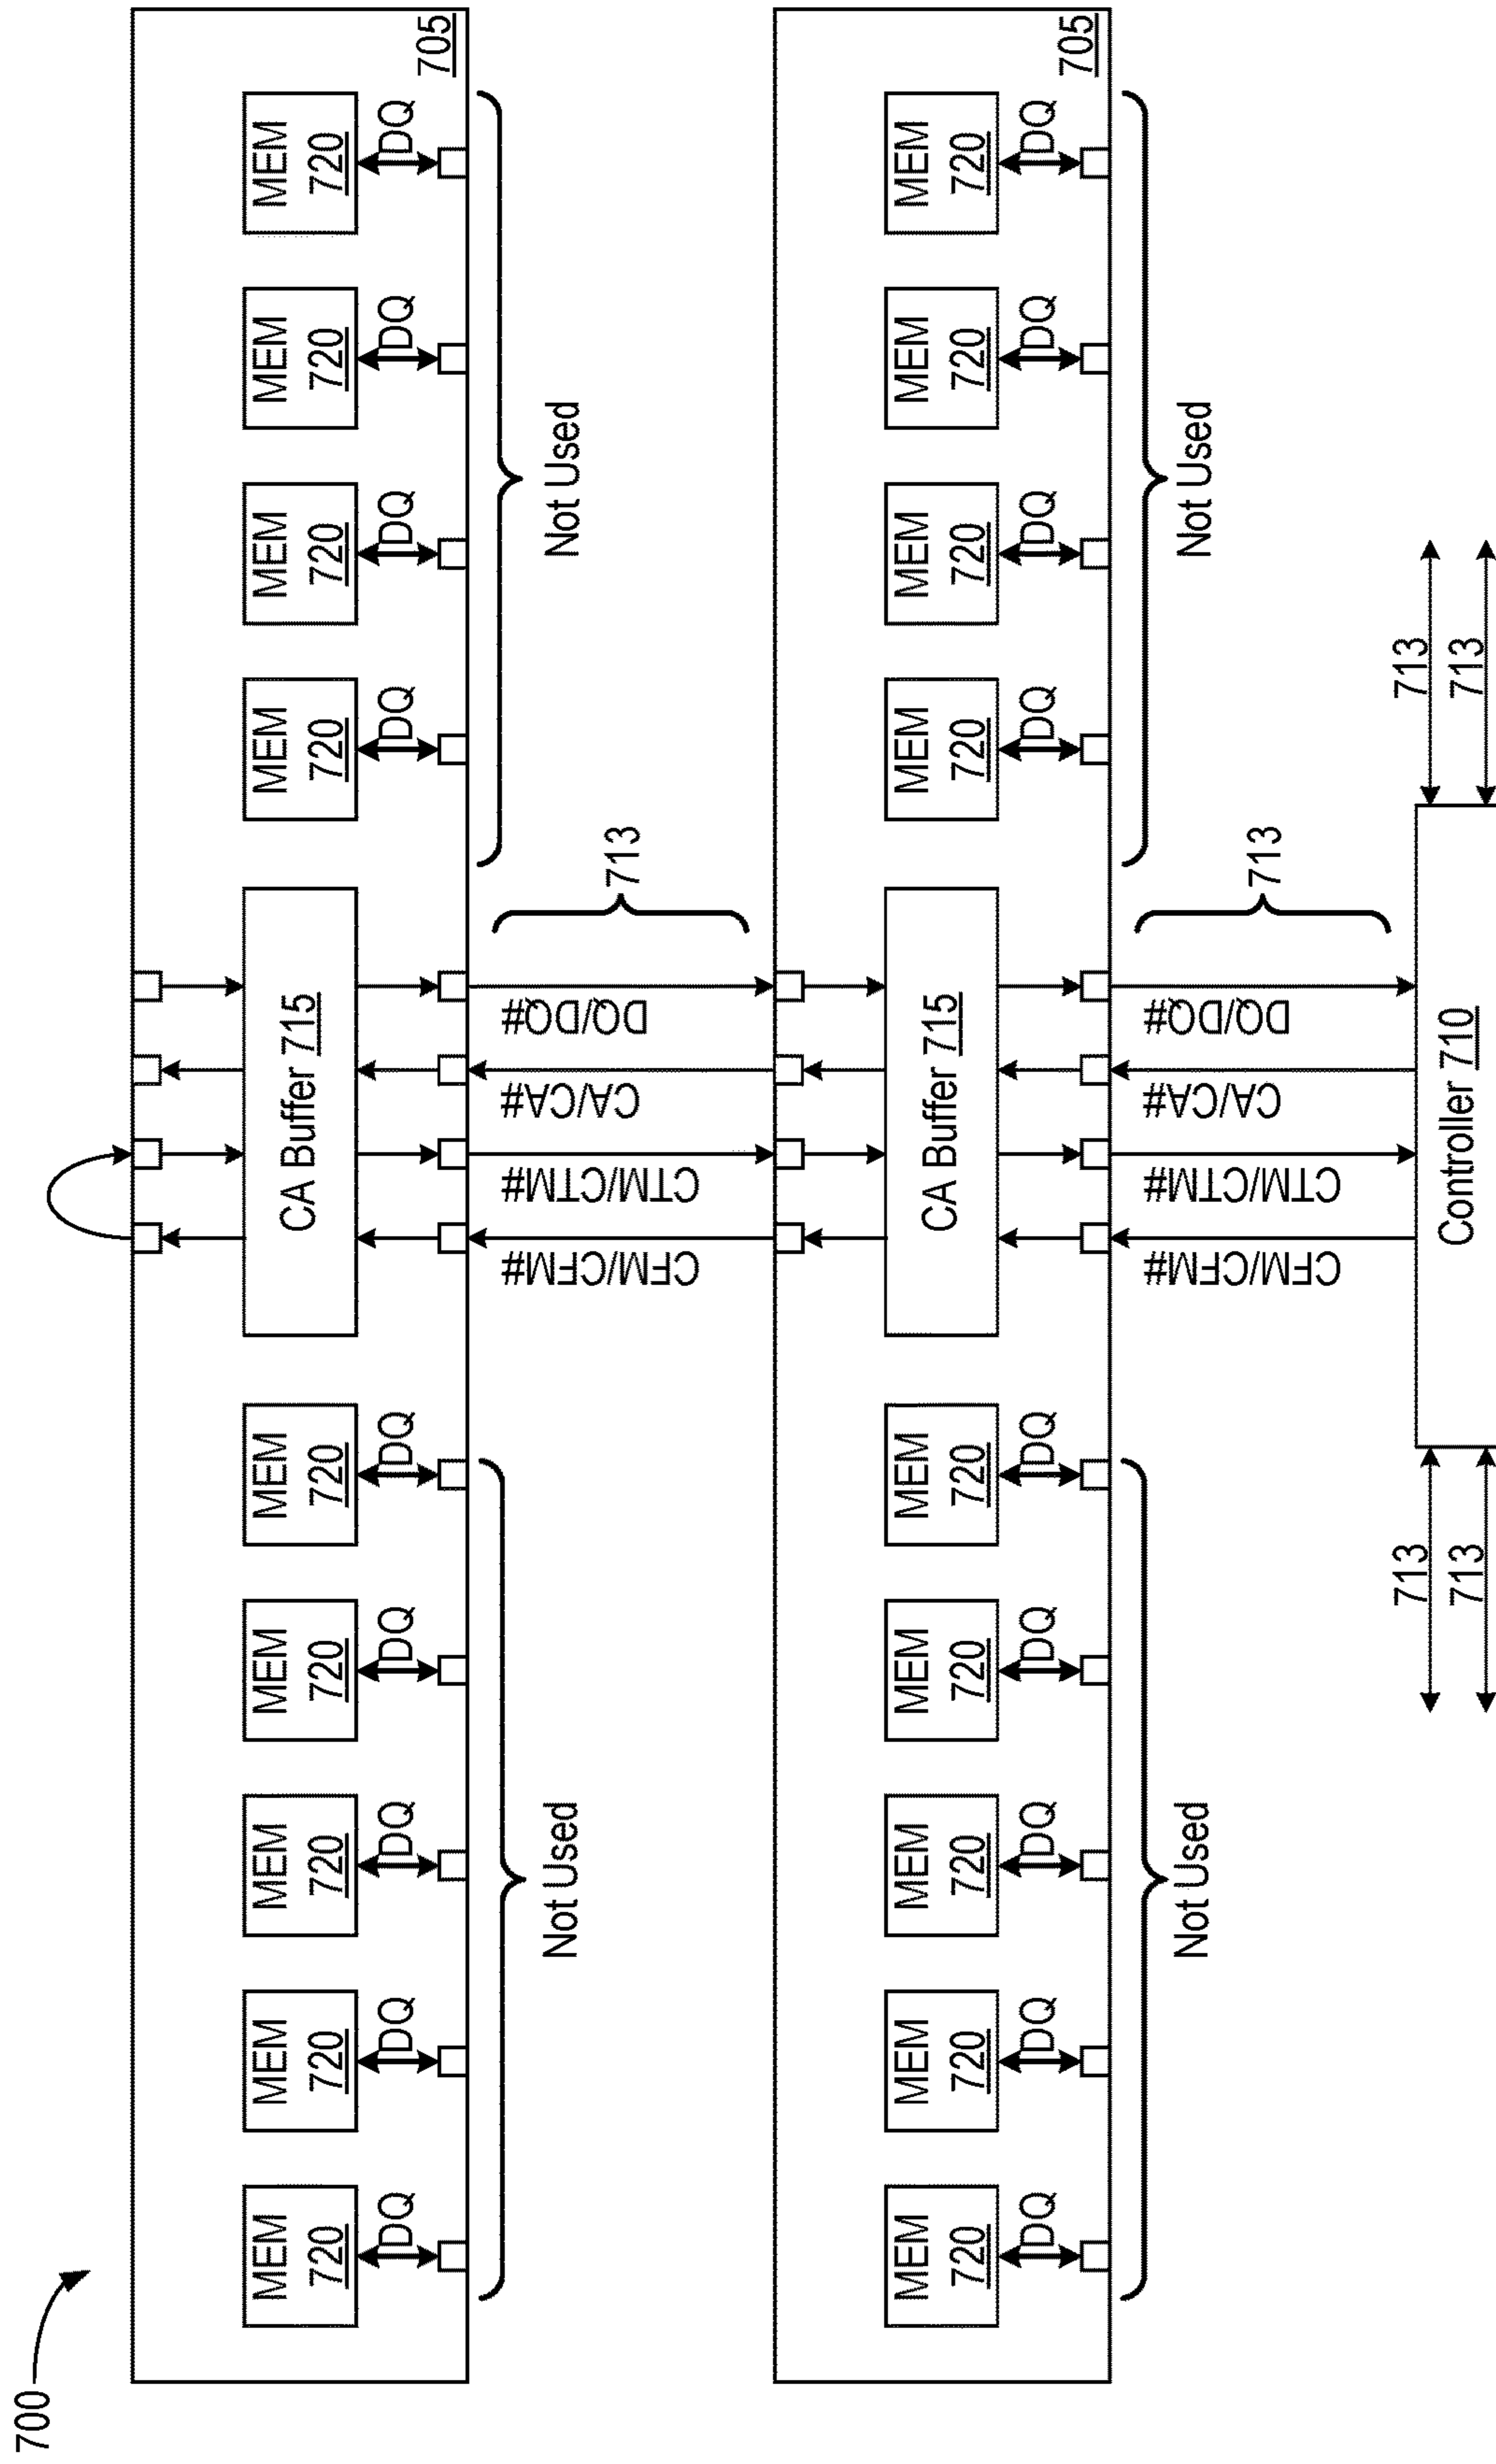 700
MEM
720
DQ
MEM
720
DQ
MEM
720
DQ
MEM
720
DQ
MEM
720
DQ
CA Buffer 715
MEM
720
DQ
MEM
720
DQ
MEM
720
DQ
MEM
720
DQ
705
Not Used
CFM/CFM#
CTM/CTM#
CA/CA#
DQ/DQ#
713
Not Used
MEM
720
DQ
MEM
720
DQ
MEM
720
DQ
MEM
720
DQ
MEM
720
DQ
CA Buffer 715
MEM
720
DQ
MEM
720
DQ
MEM
720
DQ
MEM
720
DQ
705
Not Used
CFM/CFM#
CTM/CTM#
CA/CA#
DQ/DQ#
713
Not Used
713
713
Controller 710
713
713